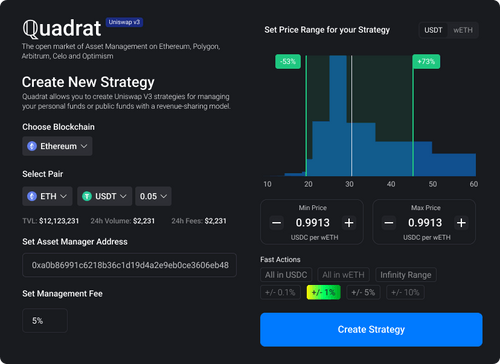 Quadrat
Uniswap v3
The open market of Asset Management on Ethereum, Polygon,
Arbitrum, Celo and Optimism
Create New Strategy
Quadrat allows you to create Uniswap V3 strategies for managing
your personal funds or public funds with a revenue-sharing model.
Choose Blockchain
Ethereum
Select Pair
ETH
USDT
0.05
TVL: $12,123,231
24h Volume: $2,231
24h Fees: $2,231
Set Asset Manager Address
0xa0b86991c6218b36c1d19d4a2e9eb0ce3606eb48
Set Management Fee
5%
Set Price Range for your Strategy
USDT
wETH
-53%
+73%
10
20
30
40
50
60
Min Price
0.9913
USDC per wETH
Max Price
0.9913
USDC per wETH
Fast Actions
All in USDC
All in wETH
Infinity Range
+/- 0.1%
+/- 1%
+/- 5%
+/- 10%
Create Strategy